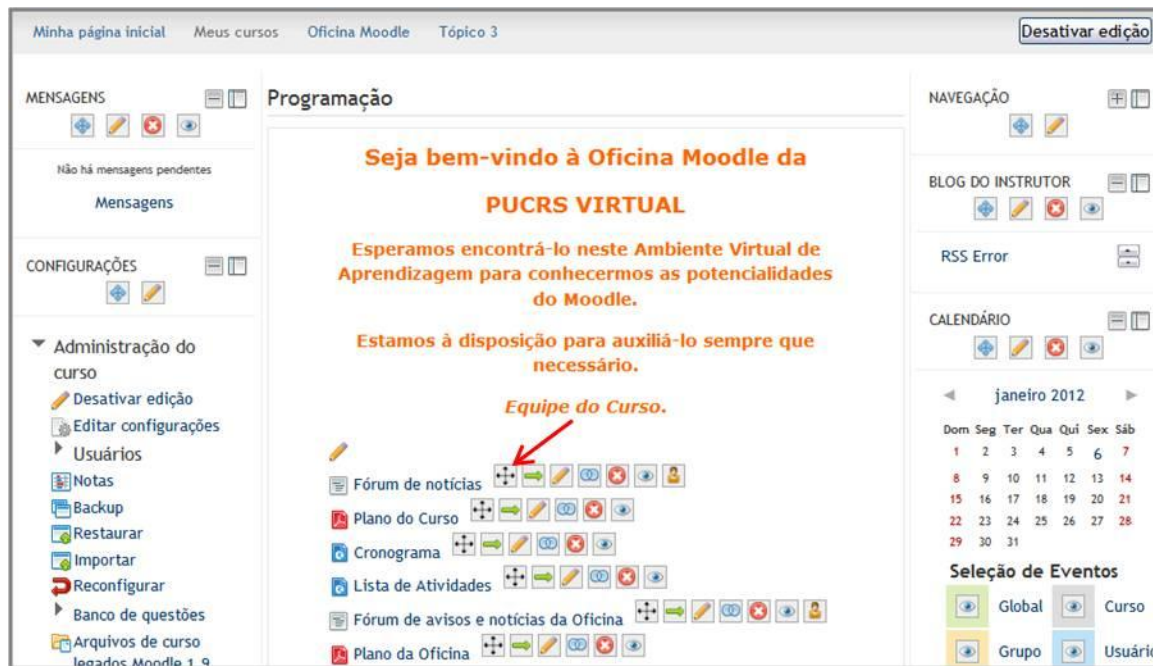 Minha página inicial Meus cursos Oficina Moodle Tópico 3
Desativar edição
MENSAGENS
Não há mensagens pendentes
Mensagens
CONFIGURAÇÕES
Administração do
curso
Desativar edição
Editar configurações
Usuários
Notas
Backup
Restaurar
Importar
Reconfigurar
Banco de questões
Arquivos de curso
legados Moodle 1.9
Programação
Seja bem-vindo à Oficina Moodle da
PUCRS VIRTUAL
Esperamos encontrá-lo neste Ambiente Virtual de
Aprendizagem para conhecermos as potencialidades
do Moodle.
Estamos à disposição para auxiliá-lo sempre que
necessário.
Equipe do Curso.
Fórum de notícias
Plano do Curso
Cronograma
Lista de Atividades
Fórum de avisos e notícias da Oficina
Plano da Oficina
NAVEGAÇÃO
BLOG DO INSTRUTOR
RSS Error
CALENDÁRIO
janeiro 2012
Dom Seg Ter Qua Qui Sex Sáb
1 2 3 4 5 6 7
8 9 10 11 12 13 14
15 16 17 18 19 20 21
22 23 24 25 26 27 28
29 30 31
Seleção de Eventos
Global Curso
Grupo Usuário